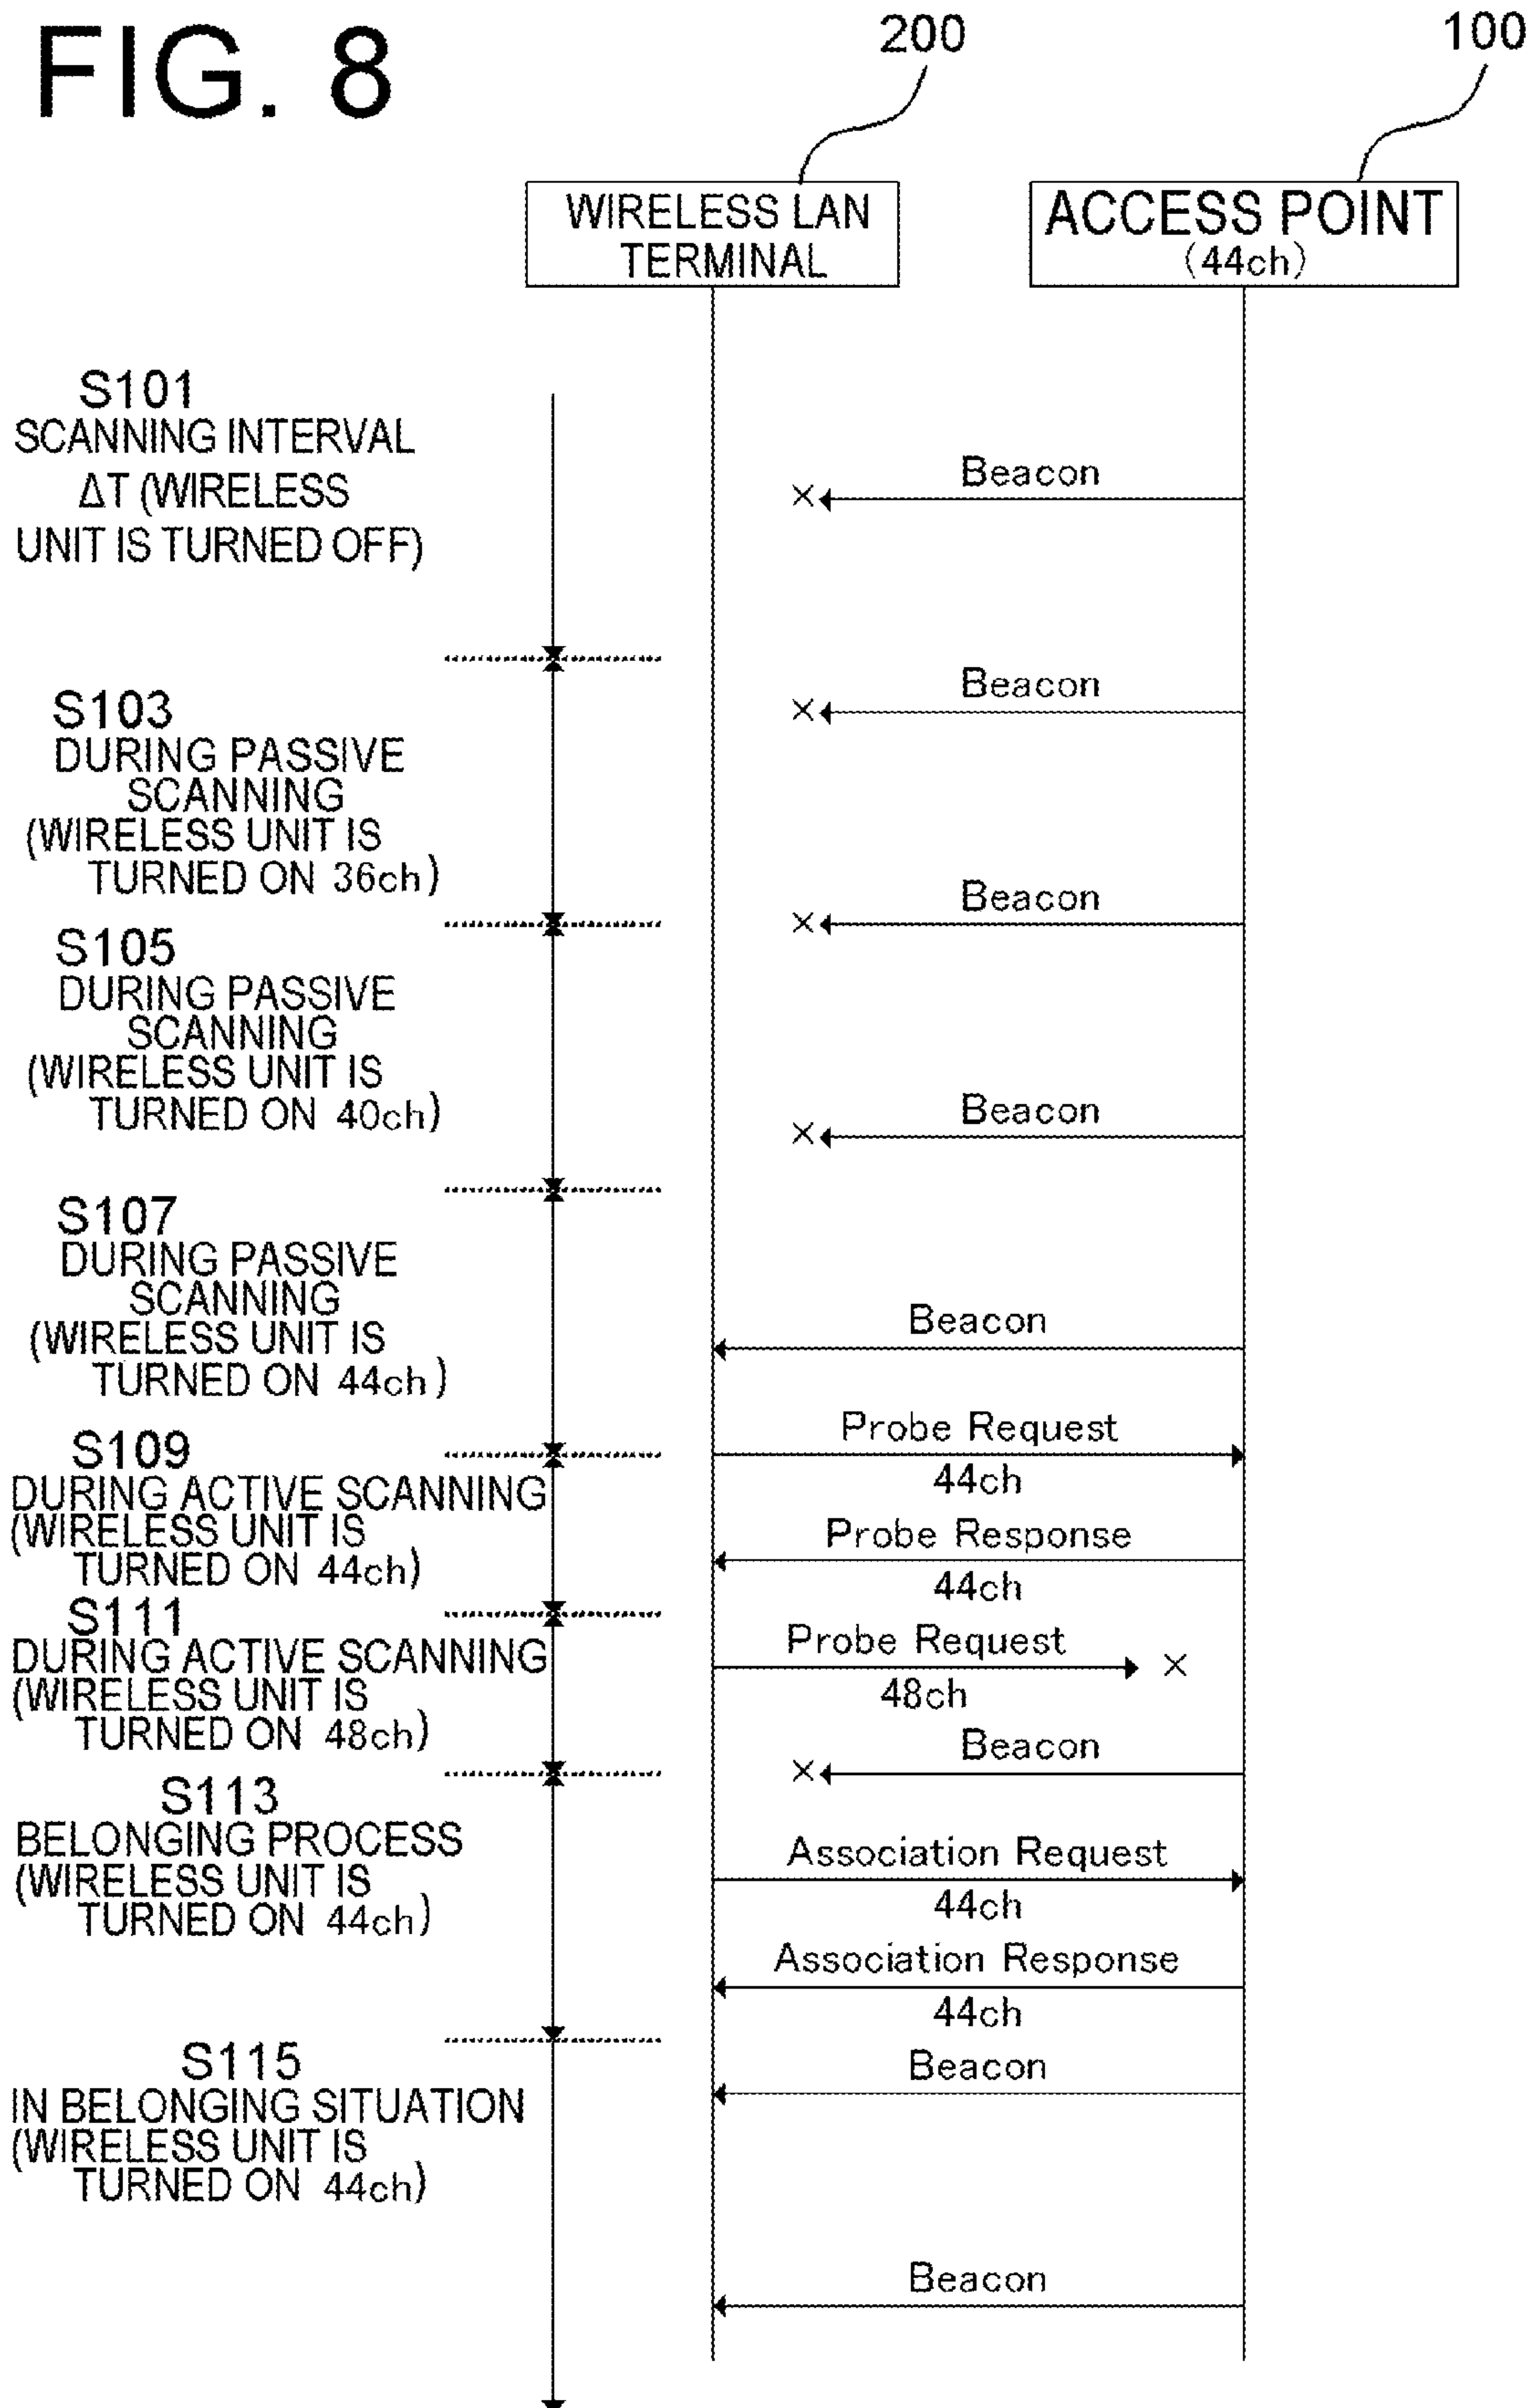 FIG. 8
200
100
WIRELESS LAN
TERMINAL
ACCESS POINT
(44ch)
S101
SCANNING INTERVAL
ΔT (WIRELESS
UNIT IS TURNED OFF)
Beacon
×
S103
DURING PASSIVE
SCANNING
(WIRELESS UNIT IS
TURNED ON 36ch)
Beacon
×
Beacon
×
S105
DURING PASSIVE
SCANNING
(WIRELESS UNIT IS
TURNED ON 40ch)
Beacon
×
S107
DURING PASSIVE
SCANNING
(WIRELESS UNIT IS
TURNED ON 44ch)
Beacon
S109
DURING ACTIVE SCANNING
(WIRELESS UNIT IS
TURNED ON 44ch)
Probe Request
44ch
Probe Response
44ch
S111
DURING ACTIVE SCANNING
(WIRELESS UNIT IS
TURNED ON 48ch)
Probe Request
×
48ch
Beacon
×
S113
BELONGING PROCESS
(WIRELESS UNIT IS
TURNED ON 44ch)
Association Request
44ch
Association Response
44ch
S115
IN BELONGING SITUATION
(WIRELESS UNIT IS
TURNED ON 44ch)
Beacon
Beacon